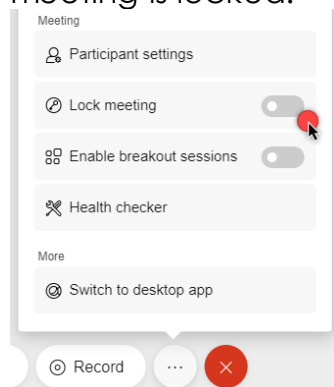 meeting is locked.
Meeting
Participant settings
Lock meeting
Enable breakout sessions
Health checker
More
Switch to desktop app
Record